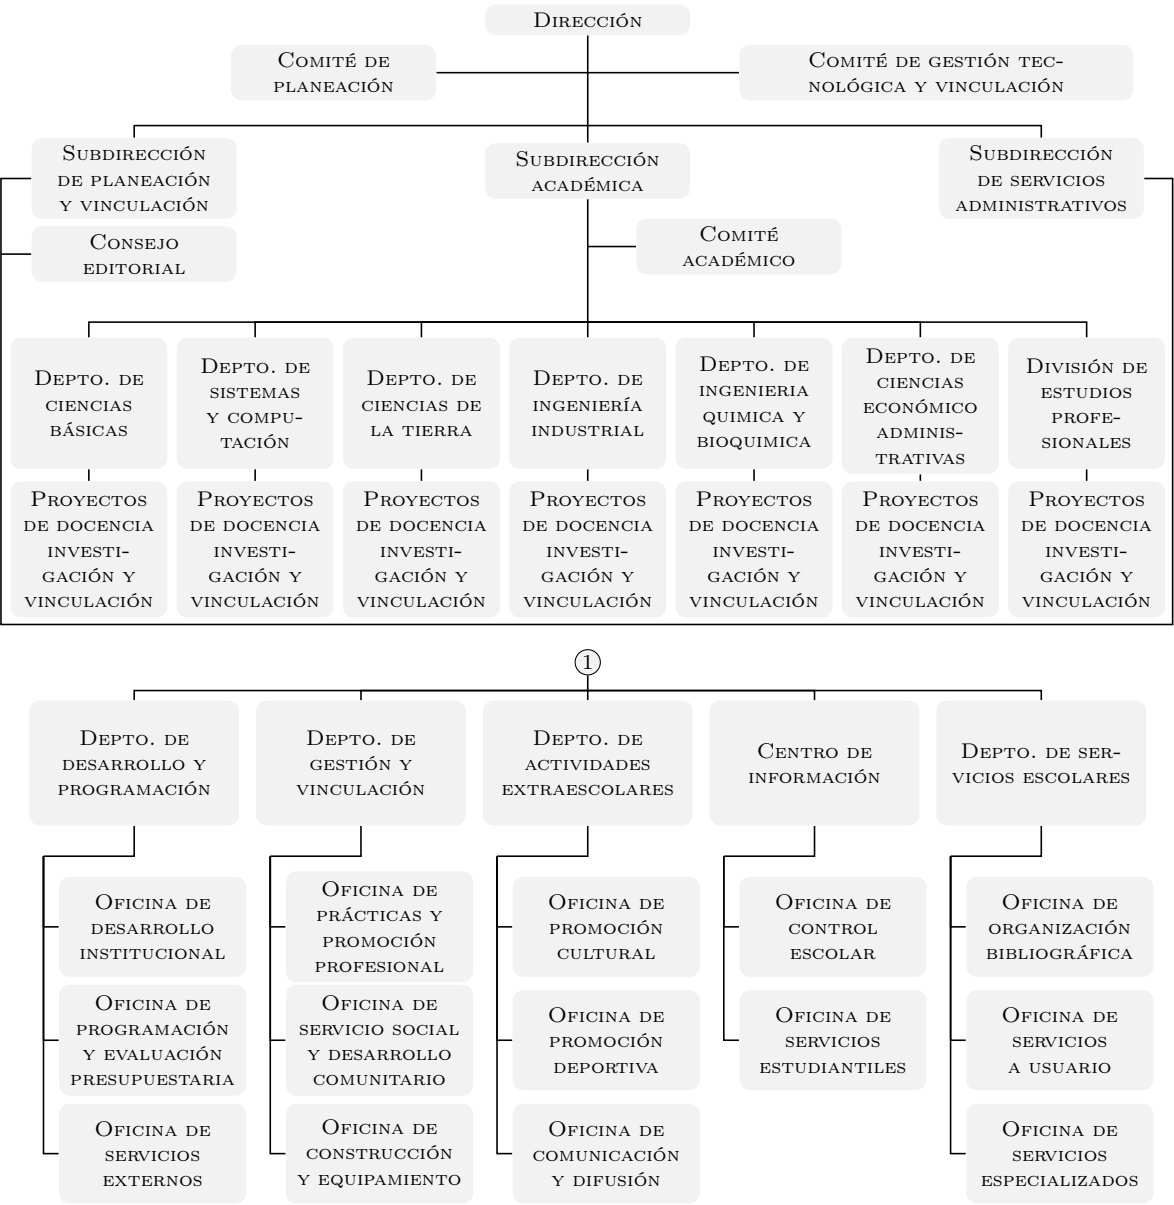 Dirección
Comité de
planeación
Comité de gestión tec-
nológica y vinculación
Subdirección
de planeación
y vinculación
Subdirección
académica
Subdirección
de servicios
administrativos
Consejo
editorial
Comité
académico
Depto. de
ciencias
básicas
Depto. de
sistemas
y compu-
tación
Depto. de
ciencias de
la tierra
Depto. de
ingeniería
industrial
Depto. de
ingenieria
quimica y
bioquimica
Depto. de
ciencias
económico
adminis-
trativas
División de
estudios
profe-
sionales
Proyectos
de docencia
investi-
gación y
vinculación
Proyectos
de docencia
investi-
gación y
vinculación
Proyectos
de docencia
investi-
gación y
vinculación
Proyectos
de docencia
investi-
gación y
vinculación
Proyectos
de docencia
investi-
gación y
vinculación
Proyectos
de docencia
investi-
gación y
vinculación
Proyectos
de docencia
investi-
gación y
vinculación
1
Depto. de
desarrollo y
programación
Depto. de
gestión y
vinculación
Depto. de
actividades
extraescolares
Centro de
información
Depto. de ser-
vicios escolares
Oficina de
desarrollo
institucional
Oficina de
prácticas y
promoción
profesional
Oficina de
promoción
cultural
Oficina de
control
escolar
Oficina de
organización
bibliográfica
Oficina de
programación
y evaluación
presupuestaria
Oficina de
servicio social
y desarrollo
comunitario
Oficina de
promoción
deportiva
Oficina de
servicios
estudiantiles
Oficina de
servicios
a usuario
Oficina de
servicios
externos
Oficina de
construcción
y equipamiento
Oficina de
comunicación
y difusión
Oficina de
servicios
especializados